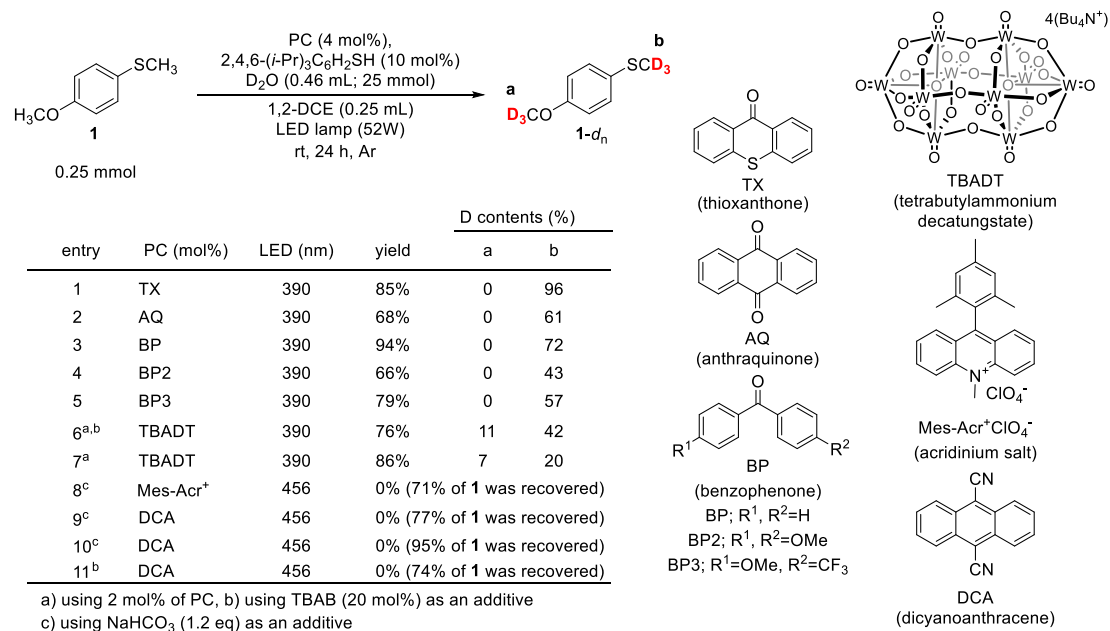 PC (4 mol%),
2,4,6-(i-Pr)₃C₆H₂SH (10 mol%)
D₂O (0.46 mL; 25 mmol)
1,2-DCE (0.25 mL)
LED lamp (52W)
rt, 24 h, Ar
SCH₃
H₃CO
1
0.25 mmol
b
SCD₃
a
D₃CO
1-dn
D contents (%)
entry PC (mol%) LED (nm) yield a b
1 TX 390 85% 0 96
2 AQ 390 68% 0 61
3 BP 390 94% 0 72
4 BP2 390 66% 0 43
5 BP3 390 79% 0 57
6a,b TBADT 390 76% 11 42
7a TBADT 390 86% 7 20
8c Mes-Acr⁺ 456 0% (71% of 1 was recovered)
9c DCA 456 0% (77% of 1 was recovered)
10c DCA 456 0% (95% of 1 was recovered)
11b DCA 456 0% (74% of 1 was recovered)
a) using 2 mol% of PC, b) using TBAB (20 mol%) as an additive
c) using NaHCO₃ (1.2 eq) as an additive
O
S
TX
(thioxanthone)
O
O
AQ
(anthraquinone)
O
R¹ R²
BP
(benzophenone)
BP; R¹, R²=H
BP2; R¹, R²=OMe
BP3; R¹=OMe, R²=CF₃
4(Bu₄N⁺)
TBADT
(tetrabutylammonium
decatungstate)
N⁺
ClO₄⁻
Mes-Acr⁺ClO₄⁻
(acridinium salt)
CN
CN
DCA
(dicyanoanthracene)